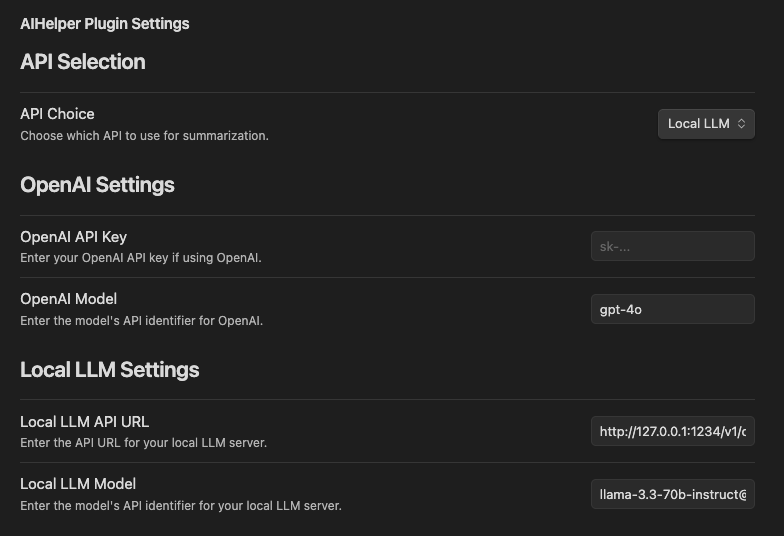 AIHelper Plugin Settings
API Selection
API Choice
Choose which API to use for summarization.
Local LLM
OpenAI Settings
OpenAI API Key
Enter your OpenAI API key if using OpenAI.
sk-...
OpenAI Model
Enter the model's API identifier for OpenAI.
gpt-4o
Local LLM Settings
Local LLM API URL
Enter the API URL for your local LLM server.
http://127.0.0.1:1234/v1/c
Local LLM Model
Enter the model's API identifier for your local LLM server.
llama-3.3-70b-instruct@